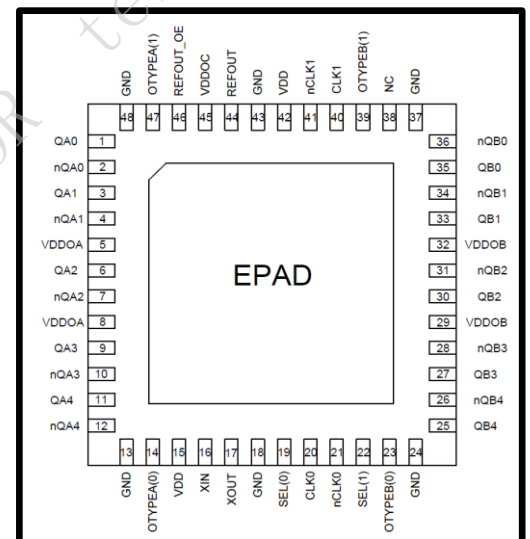 GND
OTYPEA(1)
REFOUT_OE
VDDOC
REFOUT
GND
VDD
nCLK1
CLK1
OTYPEB(1)
NC
GND
48 47 46 45 44 43 42 41 40 39 38 37
QA0 1 36 nQB0
nQA0 2 35 QB0
QA1 3 34 nQB1
nQA1 4 33 QB1
VDDOA 5 32 VDDOB
QA2 6 31 nQB2
nQA2 7 30 QB2
VDDOA 8 29 VDDOB
QA3 9 28 nQB3
nQA3 10 27 QB3
QA4 11 26 nQB4
nQA4 12 25 QB4
EPAD
13 14 15 16 17 18 19 20 21 22 23 24
GND
OTYPEA(0)
VDD
XIN
XOUT
GND
SEL(0)
CLK0
nCLK0
SEL(1)
OTYPEB(0)
GND